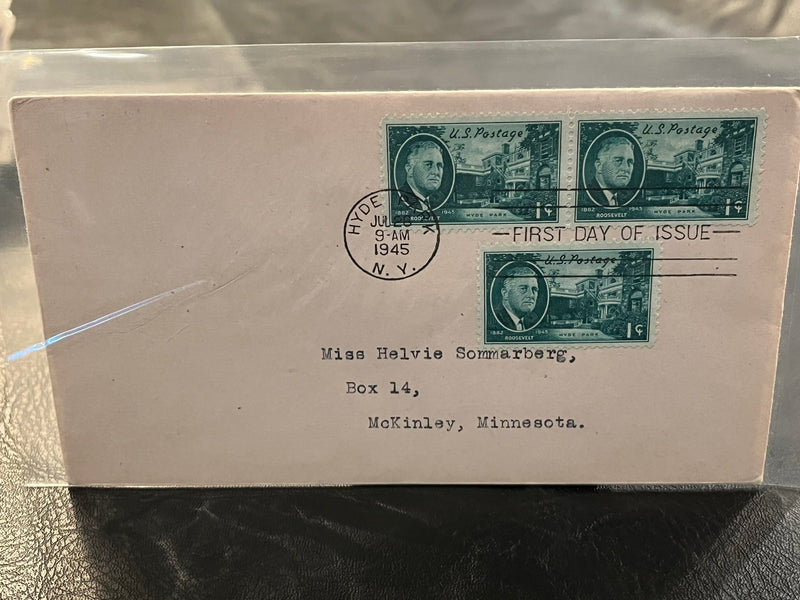 U.S. Postage
1882 1945
ROOSEVELT
HYDE PARK
1¢
U.S. Postage
1882 1945
ROOSEVELT
HYDE PARK
1¢
HYDE
JUL
9-AM
1945
N. Y.
FIRST DAY OF ISSUE
U.S. Postage
1882 1945
ROOSEVELT
HYDE PARK
1¢
Miss Helvie Sommarberg,
Box 14,
McKinley, Minnesota.